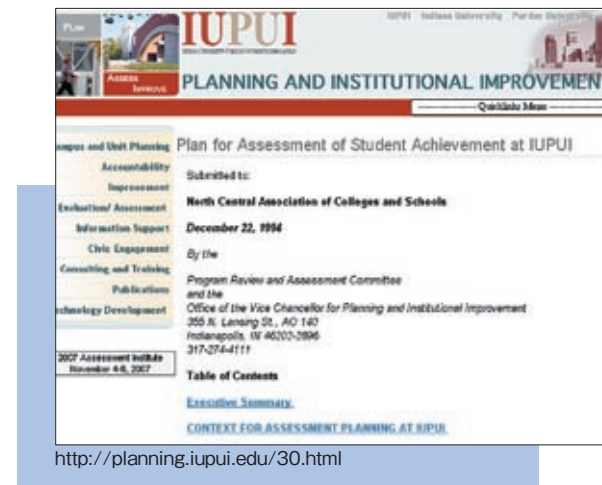 PLAN
ASSESS
IMPROVE
IUPUI
IUPUI Indiana University Purdue University
PLANNING AND INSTITUTIONAL IMPROVEMEN
Quicklinks Menu
ampus and Unit Planning
Accountability
Improvement
Evaluation/ Assessment
Information Support
Civic Engagement
Consulting and Training
Publications
echnology Development
2007 Assessment Institute
November 4-6, 2007
Plan for Assessment of Student Achievement at IUPUI
Submitted to:
North Central Association of Colleges and Schools
December 22, 1994
By the
Program Review and Assessment Committee
and the
Office of the Vice Chancellor for Planning and Institutional Improvement
355 N. Lansing St., AO 140
Indianapolis, IN 46202-2896
317-274-4111
Table of Contents
Executive Summary
CONTEXT FOR ASSESSMENT PLANNING AT IUPUI
http://planning.iupui.edu/30.html